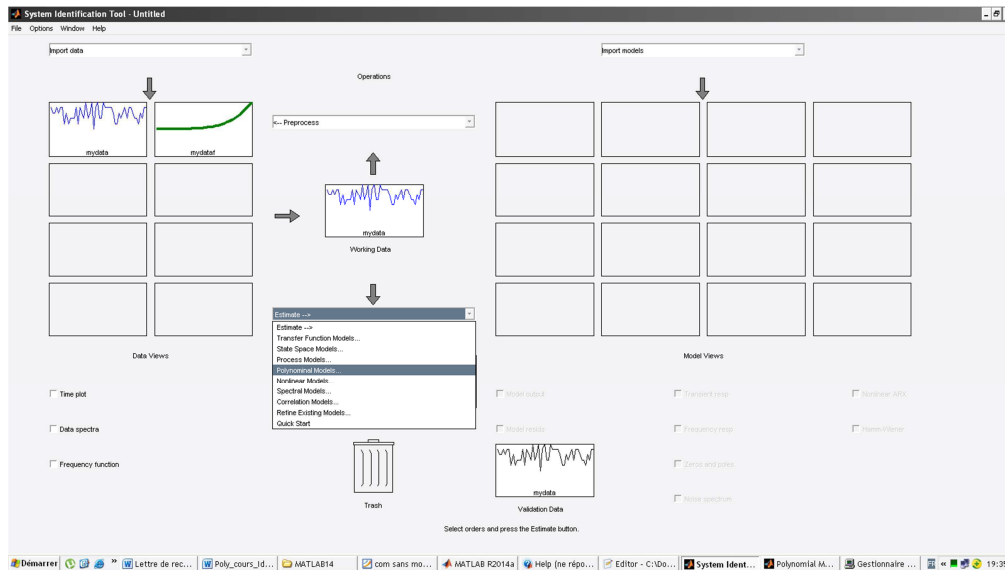 System Identification Tool - Untitled
File Options Window Help
Import data
Import models
Operations
mydata
mydataf
<-- Preprocess
mydata
Working Data
Estimate -->
Estimate -->
Transfer Function Models...
State Space Models...
Process Models...
Polynominal Models...
Nonlinear Models...
Spectral Models...
Correlation Models...
Refine Existing Models...
Quick Start
Data Views
Model Views
Time plot
Data spectra
Frequency function
Model output
Model resids
Transient resp
Frequency resp
Zeros and poles
Noise spectrum
Nonlinear ARX
Hamm-Wiener
Trash
mydata
Validation Data
Select orders and press the Estimate button.
Démarrer
Lettre de rec...
Poly_cours_Id...
MATLAB14
com sans mo...
MATLAB R2014a
Help (ne répo...
Editor - C:\Do...
System Ident...
Polynomial M...
Gestionnaire ...